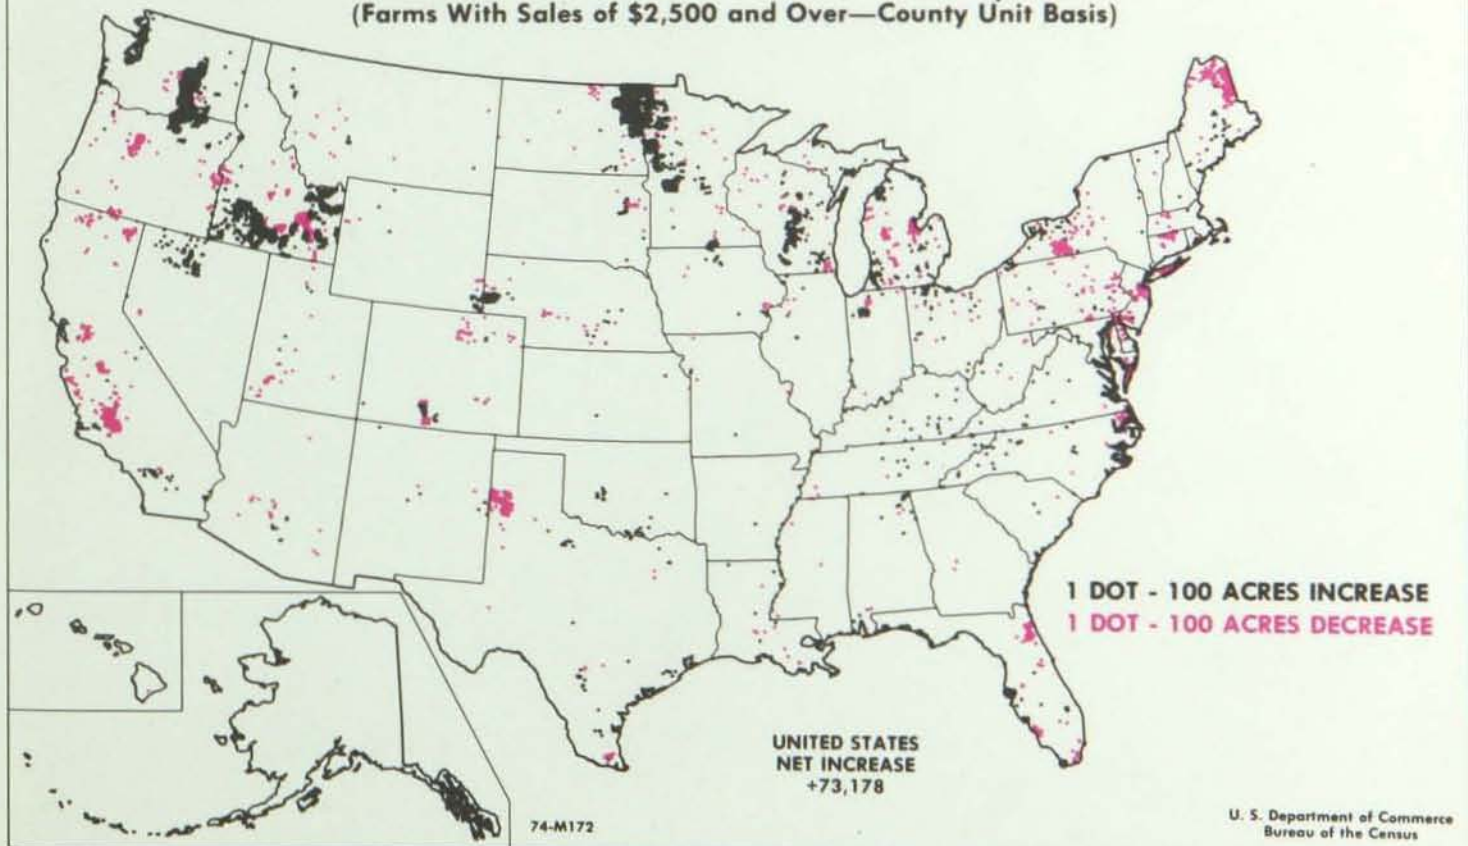 (Farms With Sales of $2,500 and Over—County Unit Basis)
1 DOT - 100 ACRES INCREASE
1 DOT - 100 ACRES DECREASE
UNITED STATES
NET INCREASE
+73,178
74-M172
U. S. Department of Commerce
Bureau of the Census